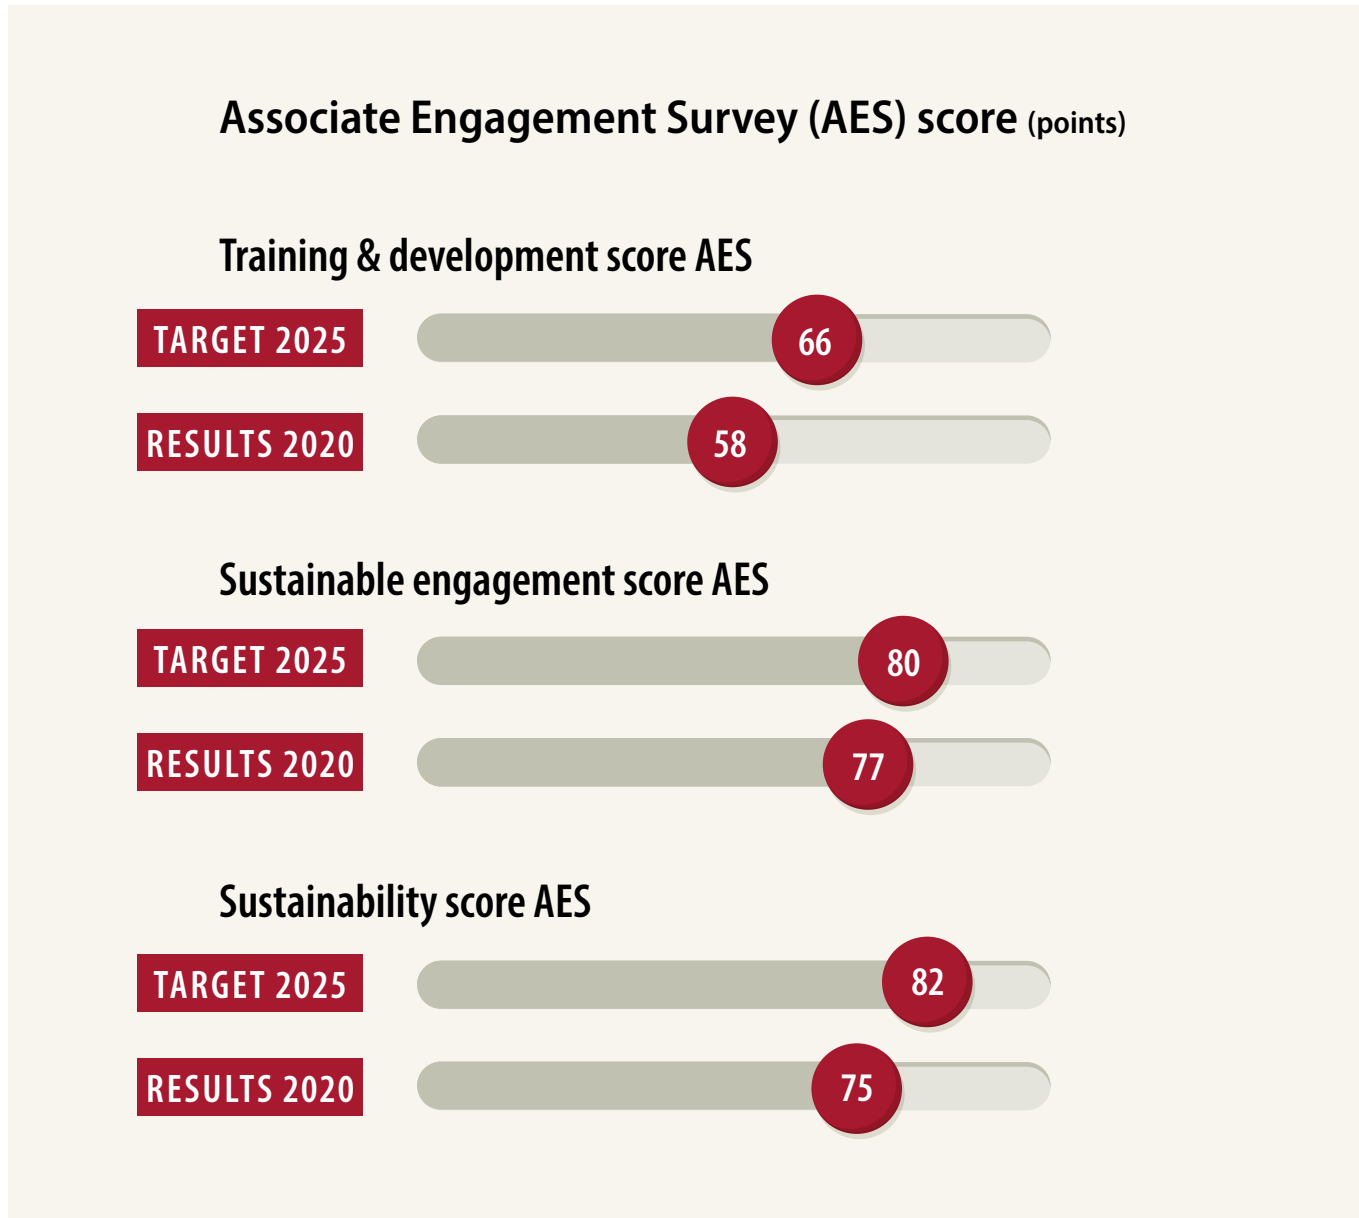 Associate Engagement Survey (AES) score (points)
Training & development score AES
TARGET 2025 66
RESULTS 2020 58
Sustainable engagement score AES
TARGET 2025 80
RESULTS 2020 77
Sustainability score AES
TARGET 2025 82
RESULTS 2020 75